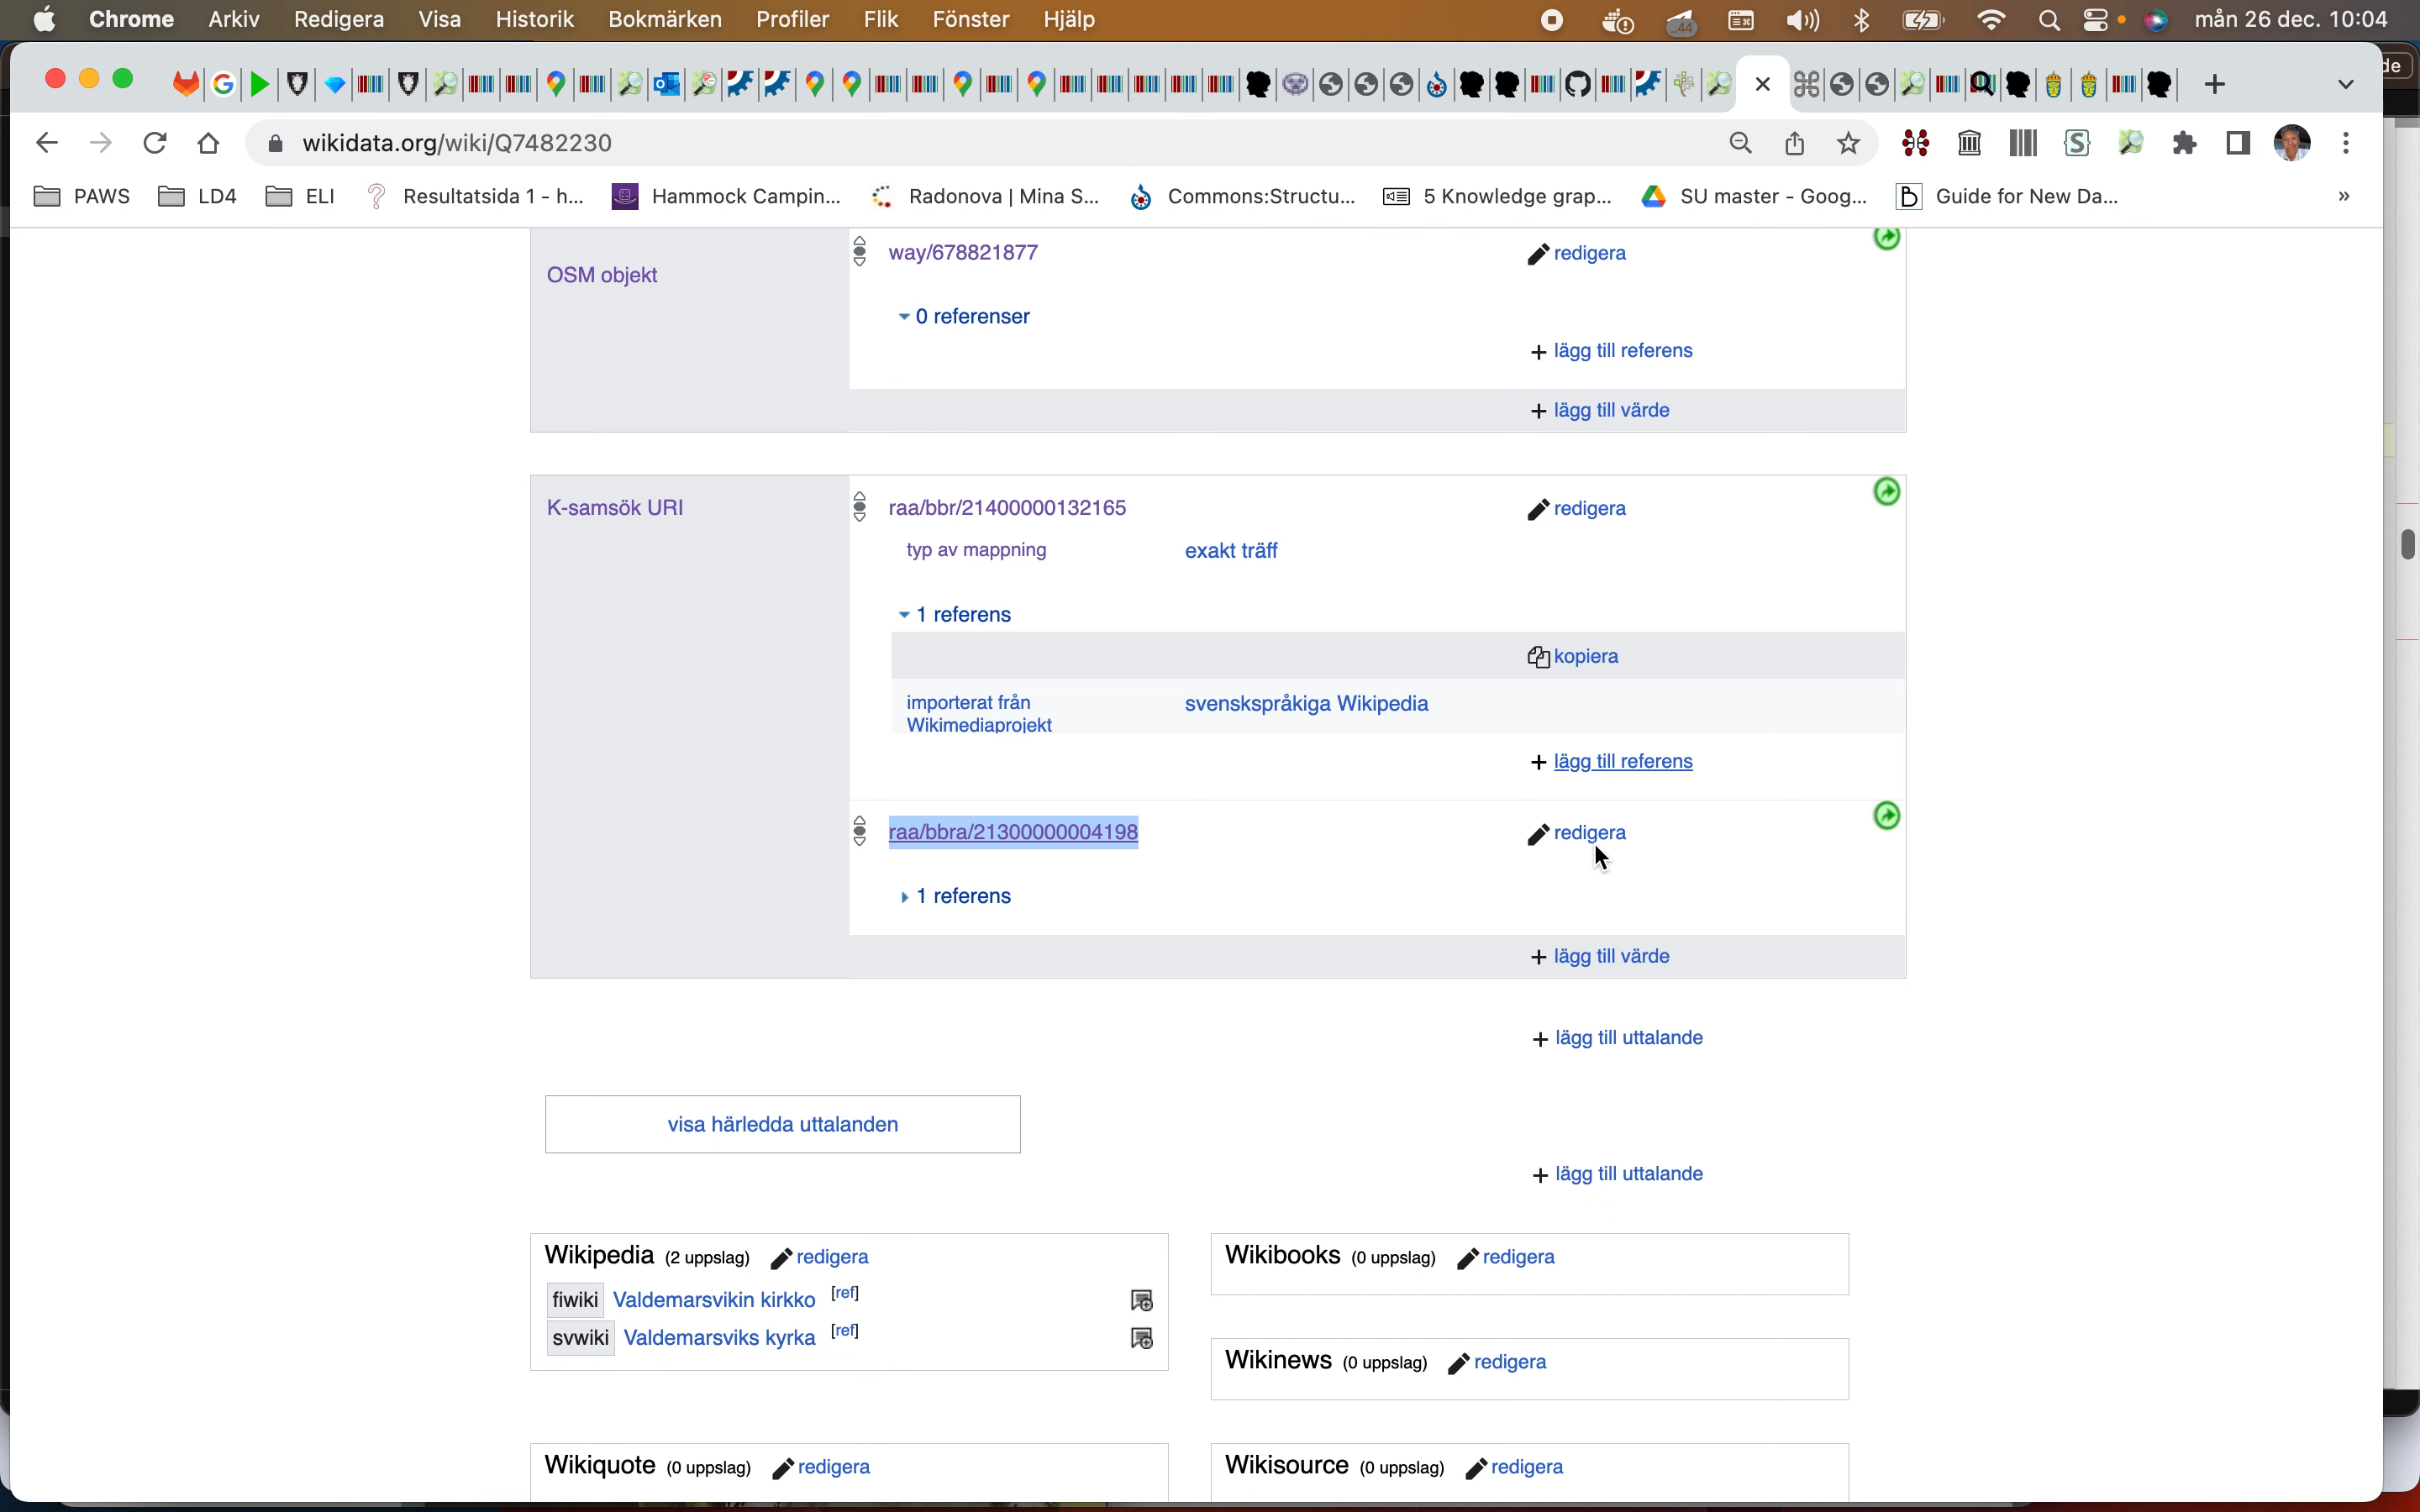 Chrome Arkiv Redigera Visa Historik Bokmärken Profiler Flik Fönster Hjälp 44 mån 26 dec. 10:04
de
wikidata.org/wiki/Q7482230
PAWS LD4 ELI Resultatsida 1 - h... Hammock Campin... Radonova | Mina S... Commons:Structu... 5 Knowledge grap... SU master - Goog... Guide for New Da... »
OSM objekt
way/678821877 redigera
0 referenser
+ lägg till referens
+ lägg till värde
K-samsök URI
raa/bbr/21400000132165 redigera
typ av mappning exakt träff
1 referens
kopiera
importerat från svenskspråkiga Wikipedia
Wikimediaprojekt
+ lägg till referens
raa/bbra/21300000004198 redigera
1 referens
+ lägg till värde
+ lägg till uttalande
visa härledda uttalanden
+ lägg till uttalande
Wikipedia (2 uppslag) redigera
fiwiki Valdemarsvikin kirkko [ref]
svwiki Valdemarsviks kyrka [ref]
Wikibooks (0 uppslag) redigera
Wikinews (0 uppslag) redigera
Wikiquote (0 uppslag) redigera
Wikisource (0 uppslag) redigera